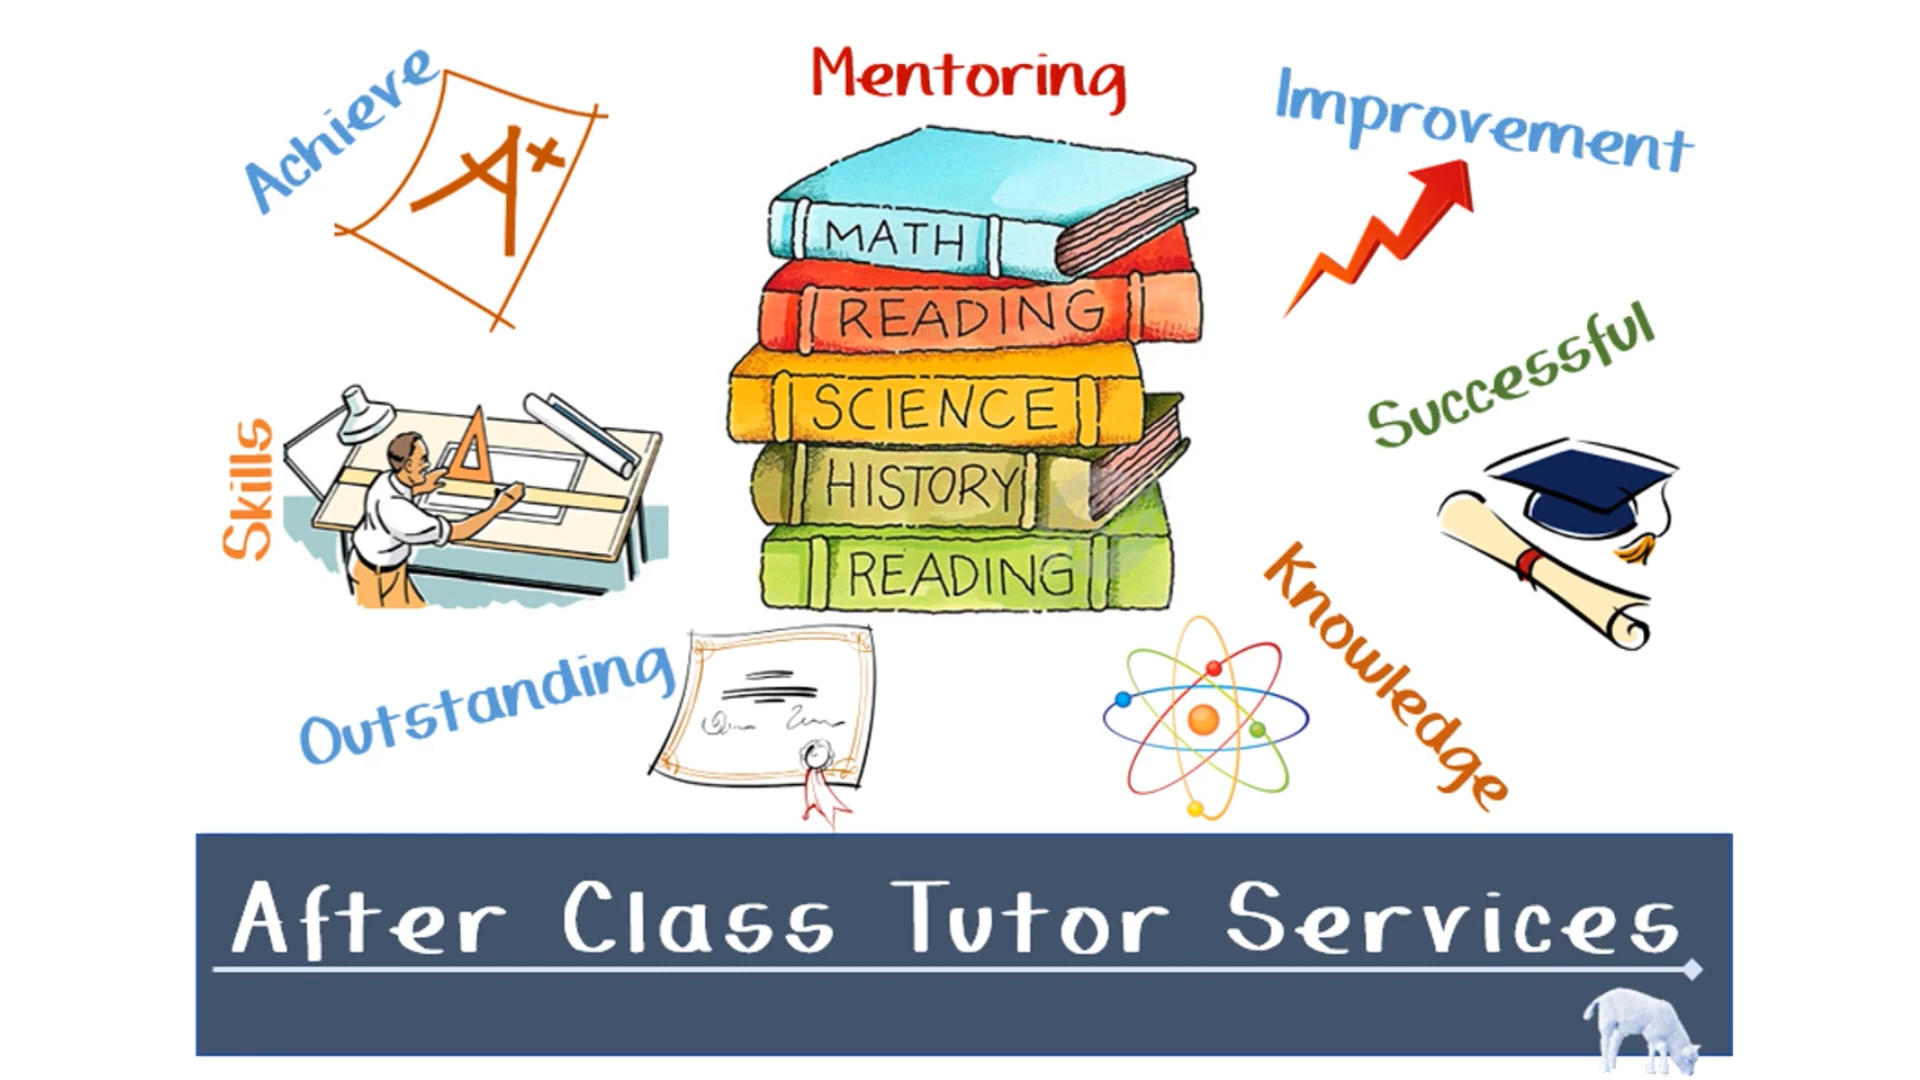 Mentoring
Achieve
A+
Improvement
MATH
READING
SCIENCE
HISTORY
READING
Successful
Skills
Knowledge
Outstanding
After Class Tutor Services